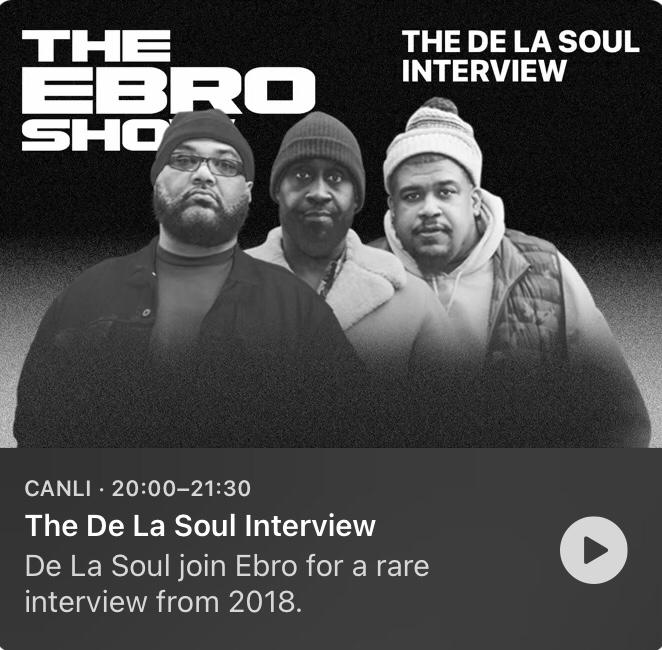 THE
EBRO
SHOW
THE DE LA SOUL
INTERVIEW
CANLI · 20:00–21:30
The De La Soul Interview
De La Soul join Ebro for a rare
interview from 2018.